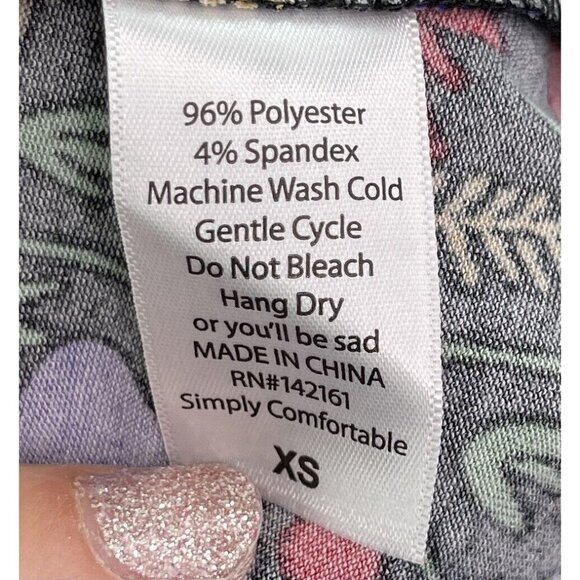 96% Polyester
4% Spandex
Machine Wash Cold
Gentle Cycle
Do Not Bleach
Hang Dry
or you'll be sad
MADE IN CHINA
RN#142161
Simply Comfortable
XS